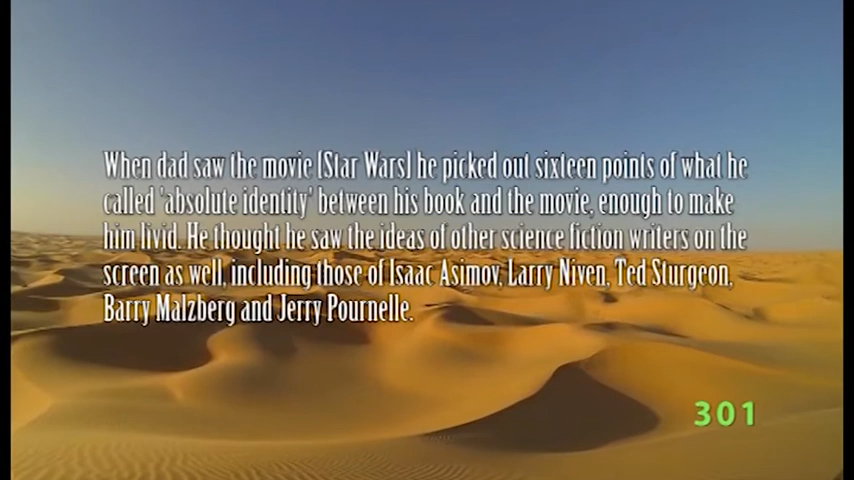 When dad saw the movie (Star Wars) he picked out sixteen points of what he
called 'absolute identity' between his book and the movie, enough to make
him livid. He thought he saw the ideas of other science fiction writers on the
screen as well, including those of Isaac Asimov, Larry Niven, Ted Sturgeon,
Barry Malzberg and Jerry Pournelle.
301